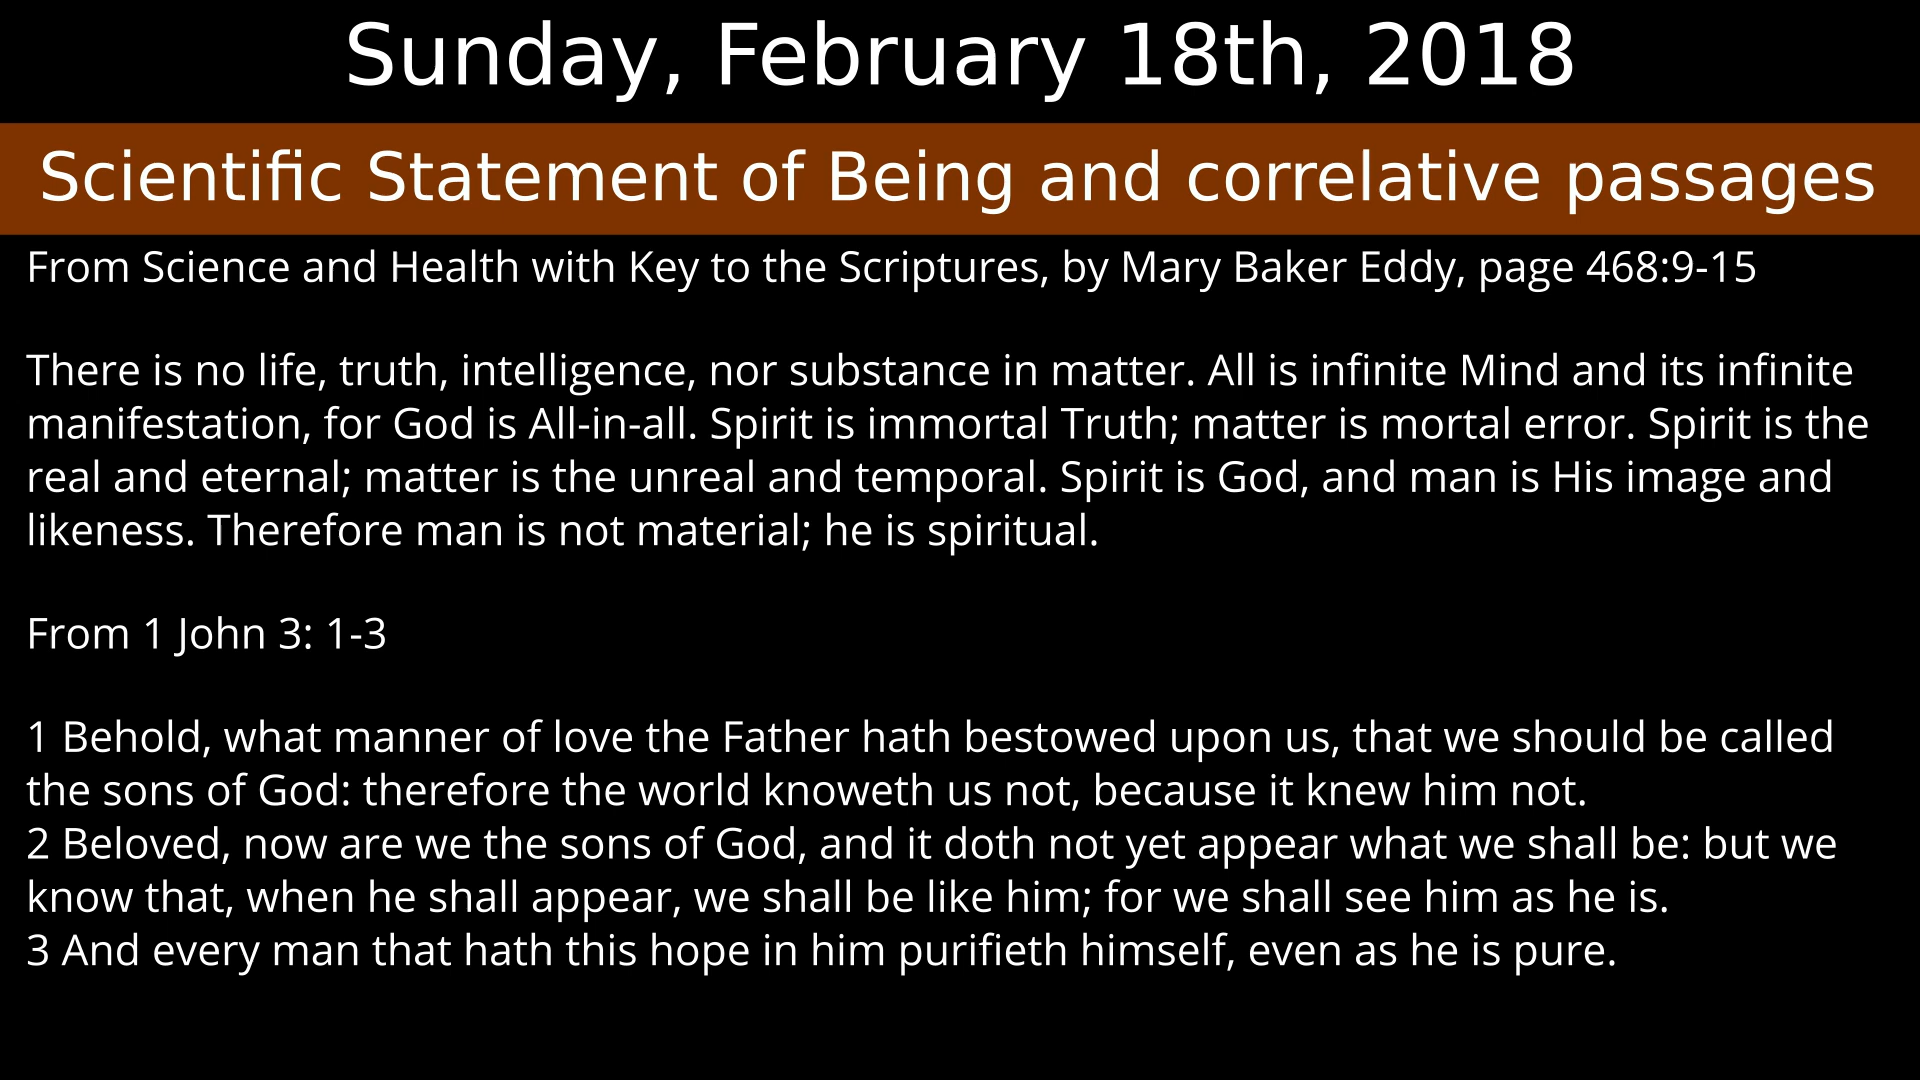 Sunday, February 18th, 2018
Scientific Statement of Being and correlative passages
From Science and Health with Key to the Scriptures, by Mary Baker Eddy, page 468:9-15
There is no life, truth, intelligence, nor substance in matter. All is infinite Mind and its infinite
manifestation, for God is All-in-all. Spirit is immortal Truth; matter is mortal error. Spirit is the
real and eternal; matter is the unreal and temporal. Spirit is God, and man is His image and
likeness. Therefore man is not material; he is spiritual.
From 1 John 3: 1-3
1 Behold, what manner of love the Father hath bestowed upon us, that we should be called
the sons of God: therefore the world knoweth us not, because it knew him not.
2 Beloved, now are we the sons of God, and it doth not yet appear what we shall be: but we
know that, when he shall appear, we shall be like him; for we shall see him as he is.
3 And every man that hath this hope in him purifieth himself, even as he is pure.